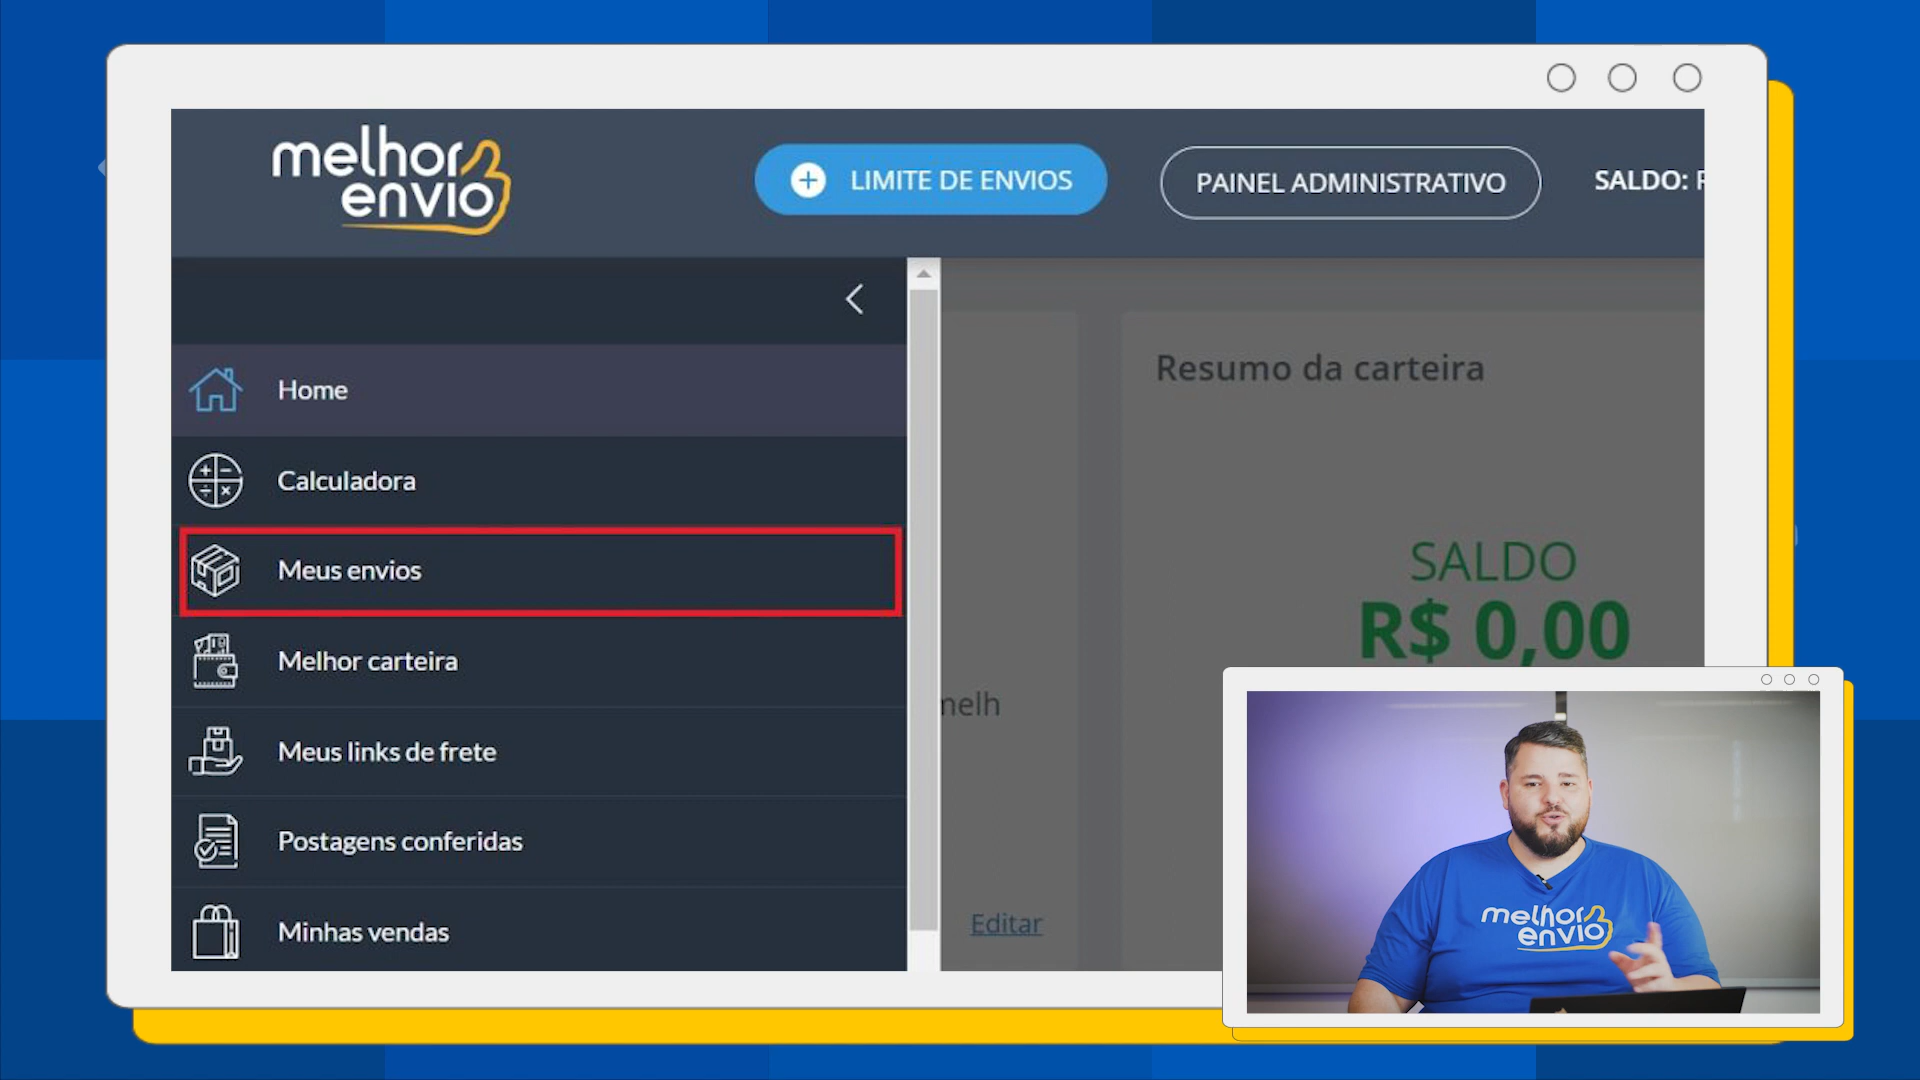 melhor
envio
LIMITE DE ENVIOS
PAINEL ADMINISTRATIVO
SALDO:
Home
Calculadora
Meus envios
Melhor carteira
Meus links de frete
Postagens conferidas
Minhas vendas
Resumo da carteira
SALDO
R$ 0,00
melh
Editar
melhor
envio